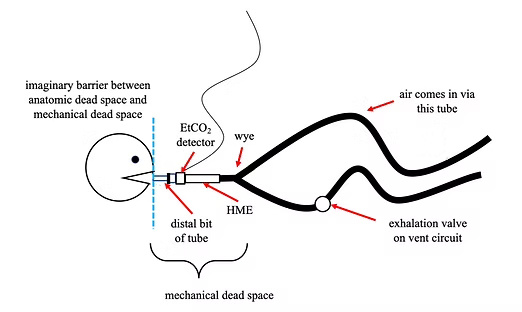 imaginary barrier between
anatomic dead space and
mechanical dead space
EtCO₂
detector
wye
air comes in via
this tube
distal bit
of tube
HME
exhalation valve
on vent circuit
mechanical dead space